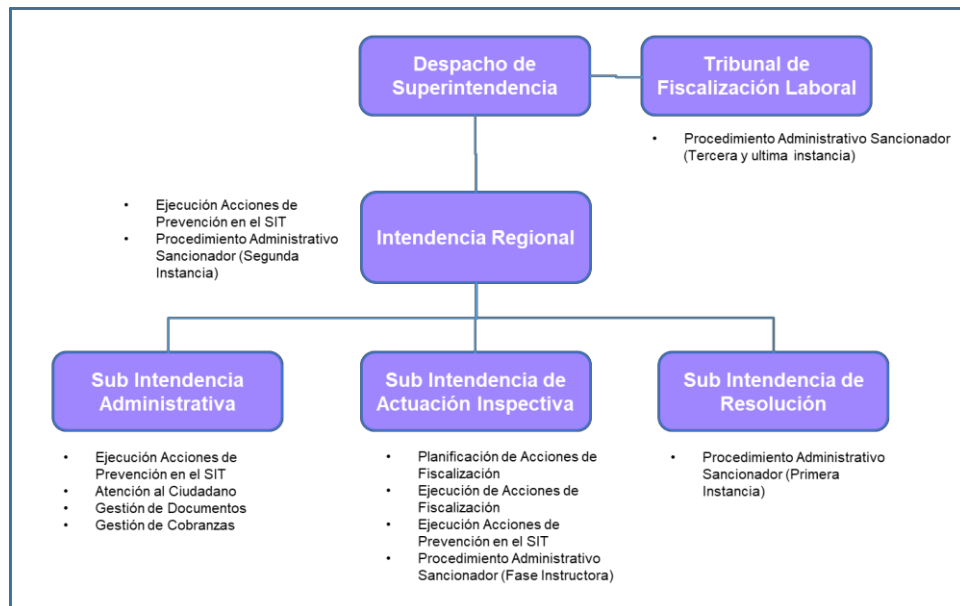 Despacho de
Superintendencia
Tribunal de
Fiscalización Laboral
• Procedimiento Administrativo Sancionador
(Tercera y ultima instancia)
• Ejecución Acciones de
Prevención en el SIT
• Procedimiento Administrativo
Sancionador (Segunda
Instancia)
Intendencia Regional
Sub Intendencia
Administrativa
• Ejecución Acciones de
Prevención en el SIT
• Atención al Ciudadano
• Gestión de Documentos
• Gestión de Cobranzas
Sub Intendencia de
Actuación Inspectiva
• Planificación de Acciones de
Fiscalización
• Ejecución de Acciones de
Fiscalización
• Ejecución Acciones de
Prevención en el SIT
• Procedimiento Administrativo
Sancionador (Fase Instructora)
Sub Intendencia de
Resolución
• Procedimiento Administrativo
Sancionador (Primera
Instancia)